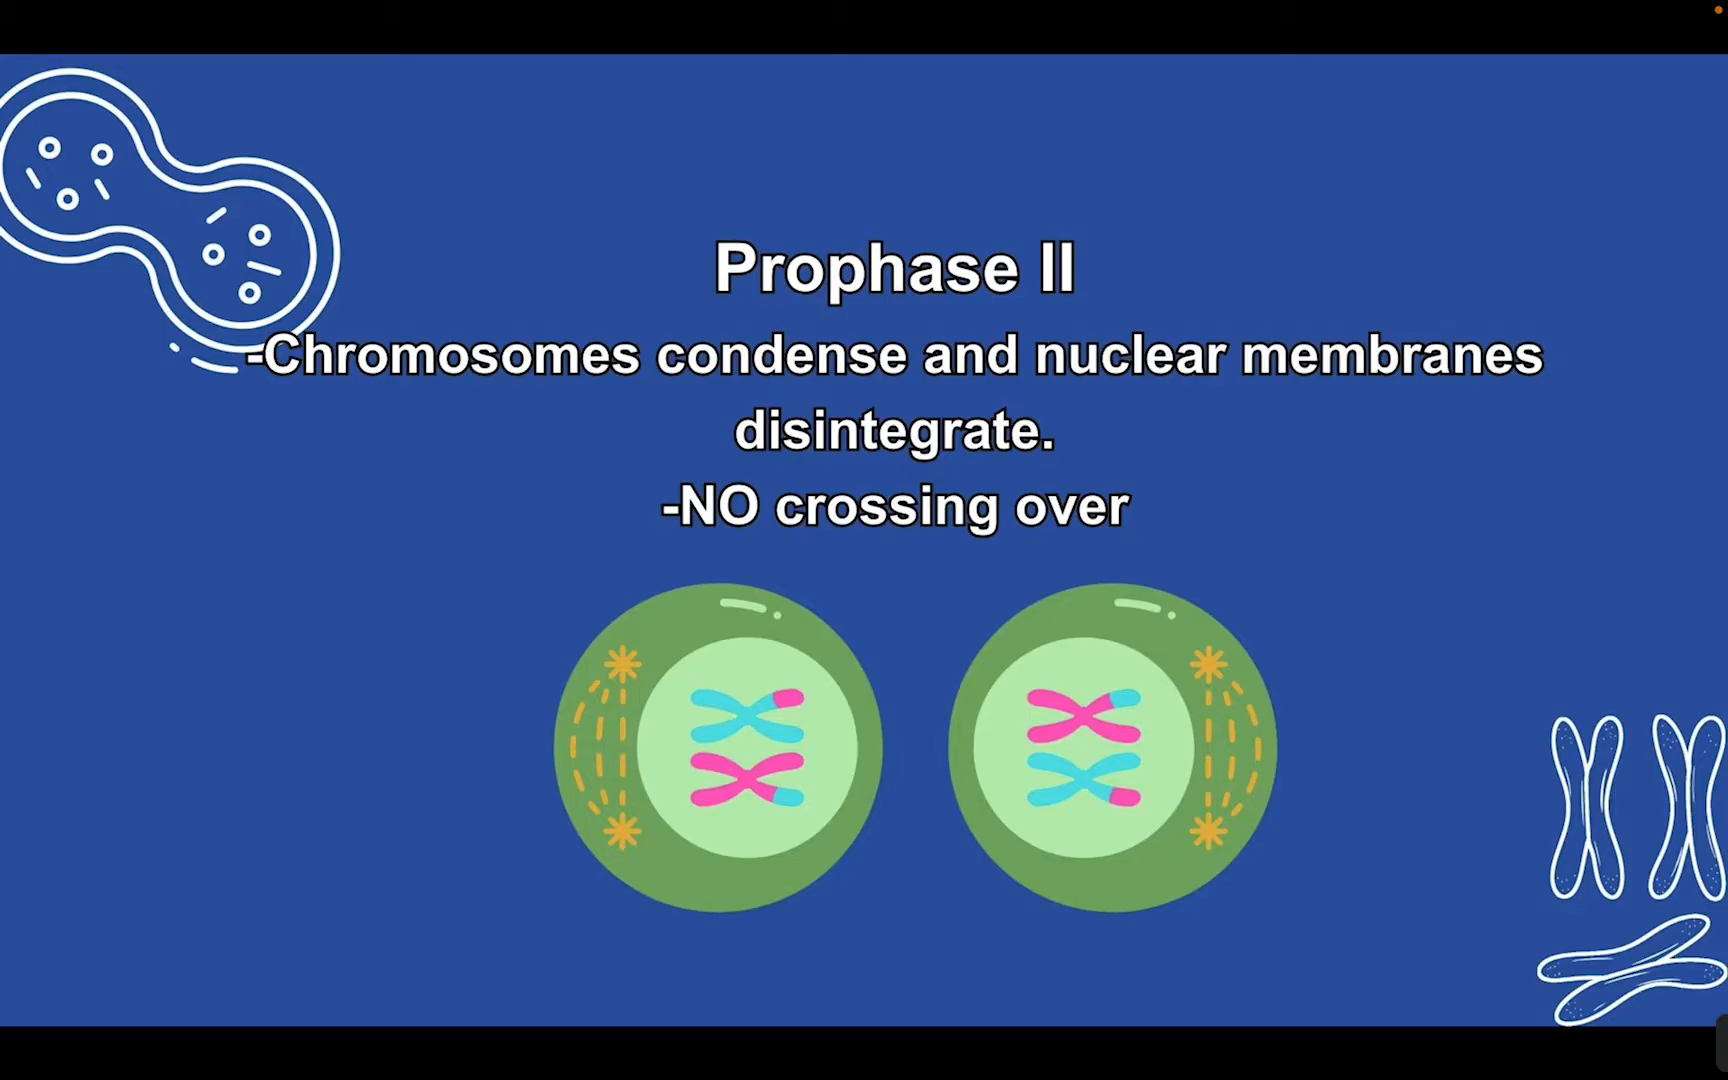 Prophase II
-Chromosomes condense and nuclear membranes
disintegrate.
-NO crossing over